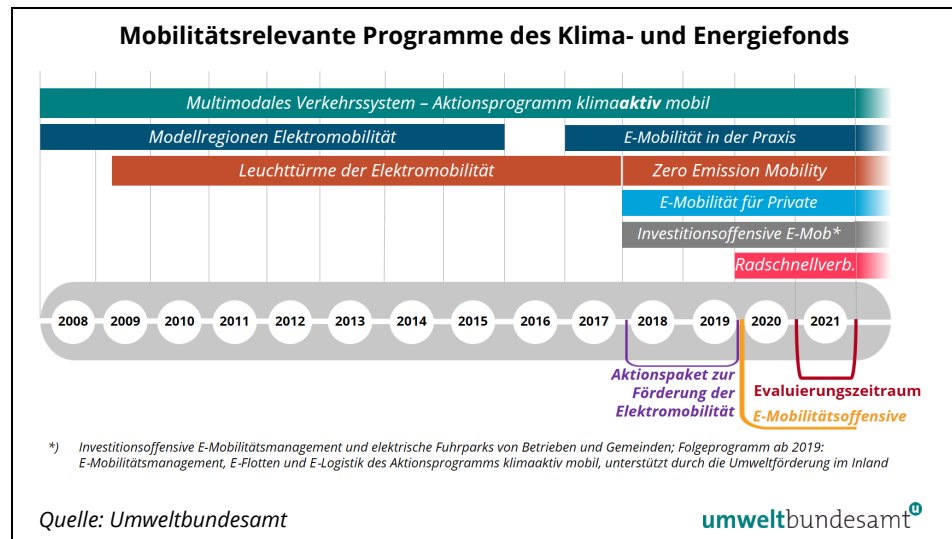 Mobilitätsrelevante Programme des Klima- und Energiefonds
Multimodales Verkehrssystem – Aktionsprogramm klimaaktiv mobil
Modellregionen Elektromobilität
E-Mobilität in der Praxis
Leuchttürme der Elektromobilität
Zero Emission Mobility
E-Mobilität für Private
Investitionsoffensive E-Mob*
Radschnellverb.
2008 2009 2010 2011 2012 2013 2014 2015 2016 2017 2018 2019 2020 2021
Aktionspaket zur
Förderung der
Elektromobilität
Evaluierungszeitraum
E-Mobilitätsoffensive
*) Investitionsoffensive E-Mobilitätsmanagement und elektrische Fuhrparks von Betrieben und Gemeinden; Folgeprogramm ab 2019:
E-Mobilitätsmanagement, E-Flotten und E-Logistik des Aktionsprogramms klimaaktiv mobil, unterstützt durch die Umweltförderung im Inland
Quelle: Umweltbundesamt
umweltbundesamt u